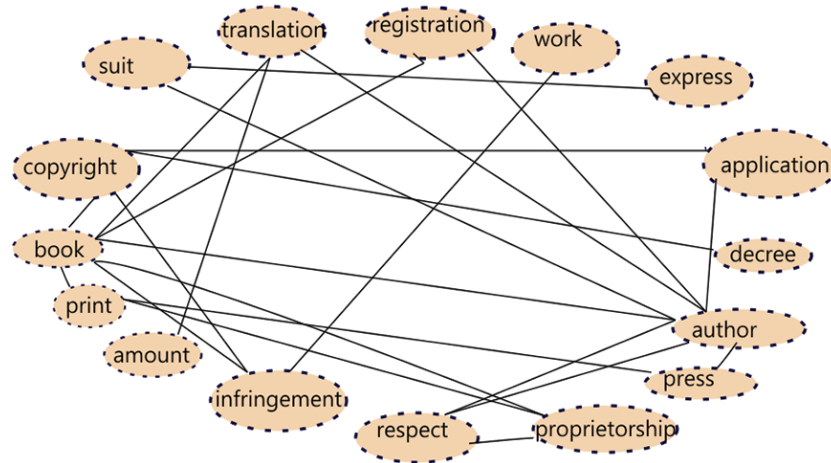 translation
registration
work
suit
express
copyright
application
book
decree
print
author
amount
press
infringement
respect
proprietorship